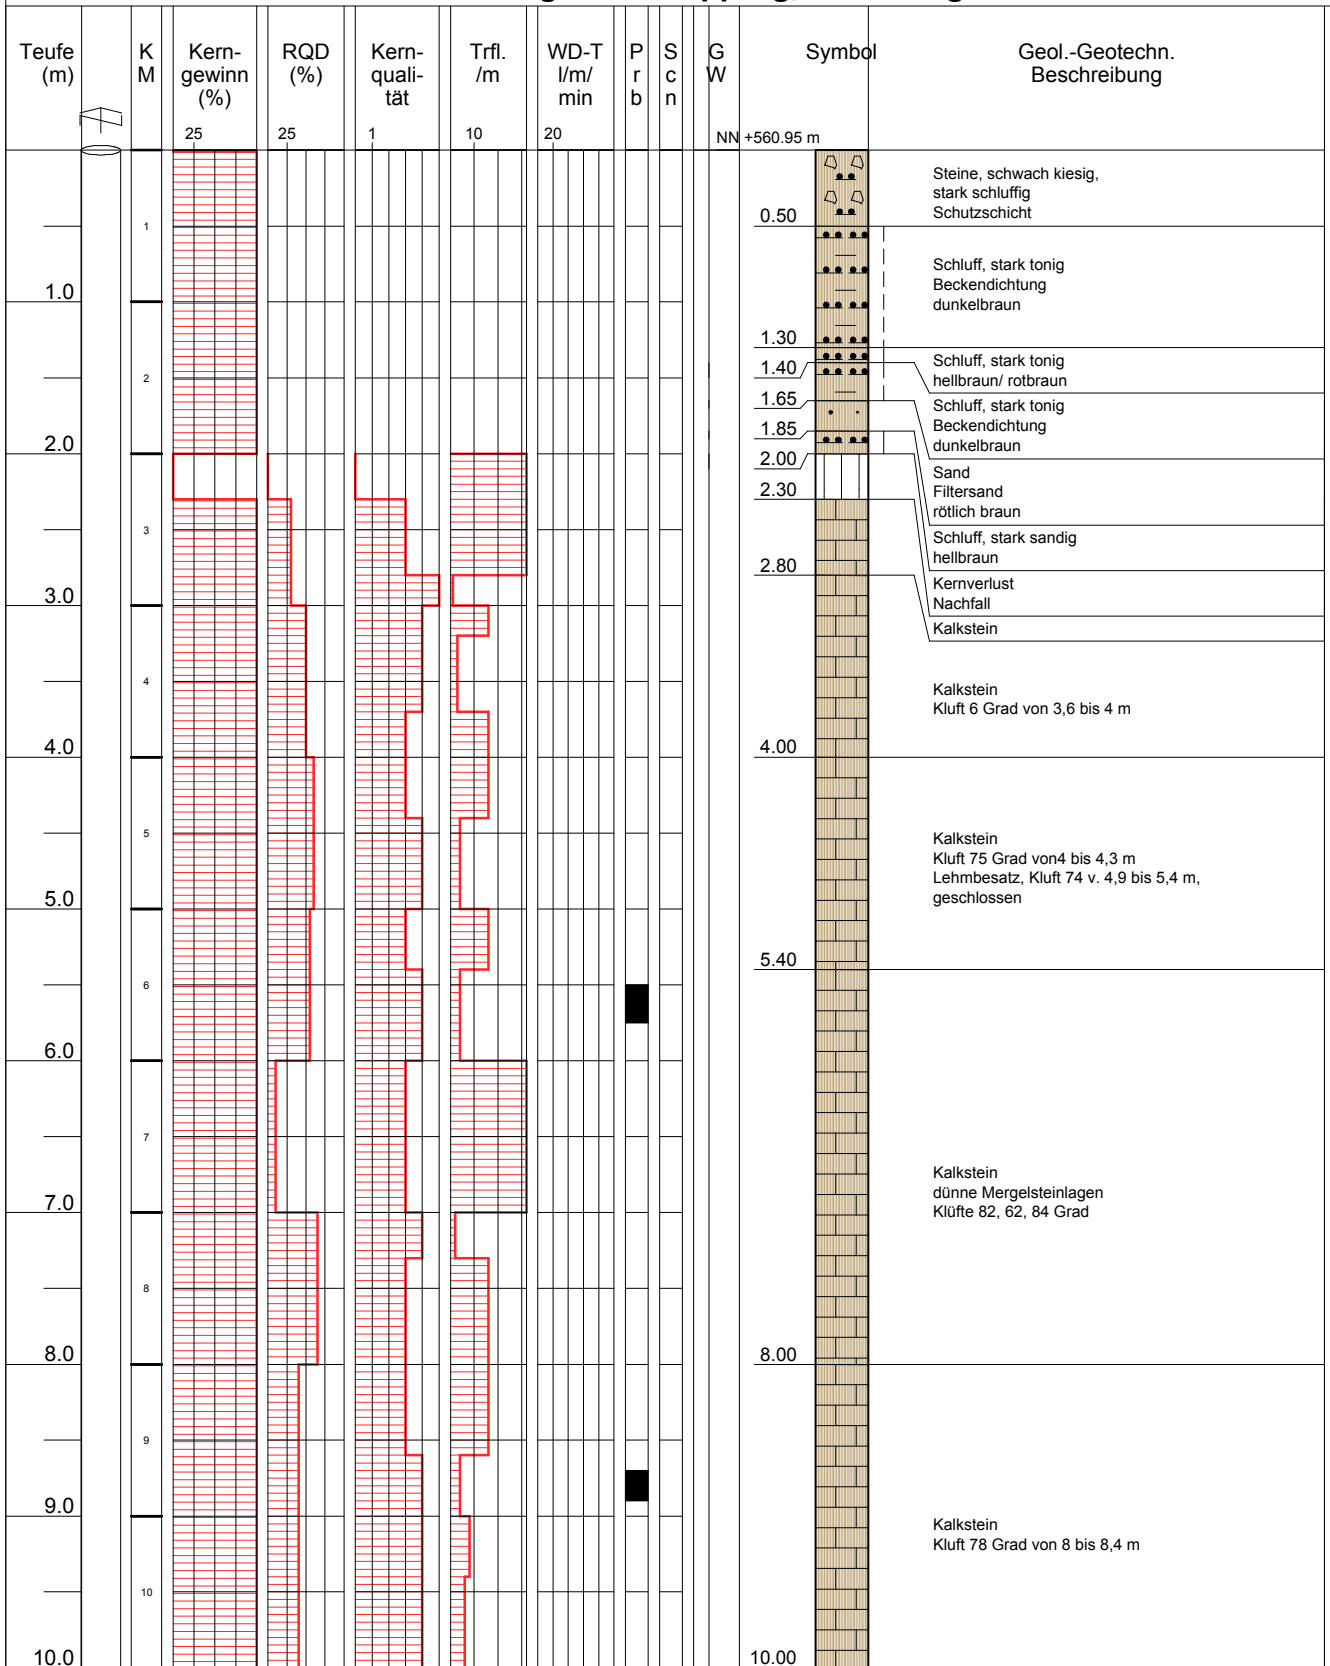 Teufe
(m)
K
M
Kern-
gewinn
(%)
25
RQD
(%)
25
Kern-
quali-
tät
1
Trfl.
/m
10
WD-T
l/m/
min
20
P
r
b
S
c
n
G
W
NN +560.95 m
Symbol
Geol.-Geotechn.
Beschreibung
1
1.0
2
2.0
3
3.0
4
4.0
5
5.0
6
6.0
7
7.0
8
8.0
9
9.0
10
10.0
0.50
1.30
1.40
1.65
1.85
2.00
2.30
2.80
4.00
5.40
8.00
10.00
Steine, schwach kiesig,
stark schluffig
Schutzschicht
Schluff, stark tonig
Beckendichtung
dunkelbraun
Schluff, stark tonig
hellbraun/ rotbraun
Schluff, stark tonig
Beckendichtung
dunkelbraun
Sand
Filtersand
rötlich braun
Schluff, stark sandig
hellbraun
Kernverlust
Nachfall
Kalkstein
Kalkstein
Kluft 6 Grad von 3,6 bis 4 m
Kalkstein
Kluft 75 Grad von4 bis 4,3 m
Lehmbesatz, Kluft 74 v. 4,9 bis 5,4 m,
geschlossen
Kalkstein
dünne Mergelsteinlagen
Klüfte 82, 62, 84 Grad
Kalkstein
Kluft 78 Grad von 8 bis 8,4 m